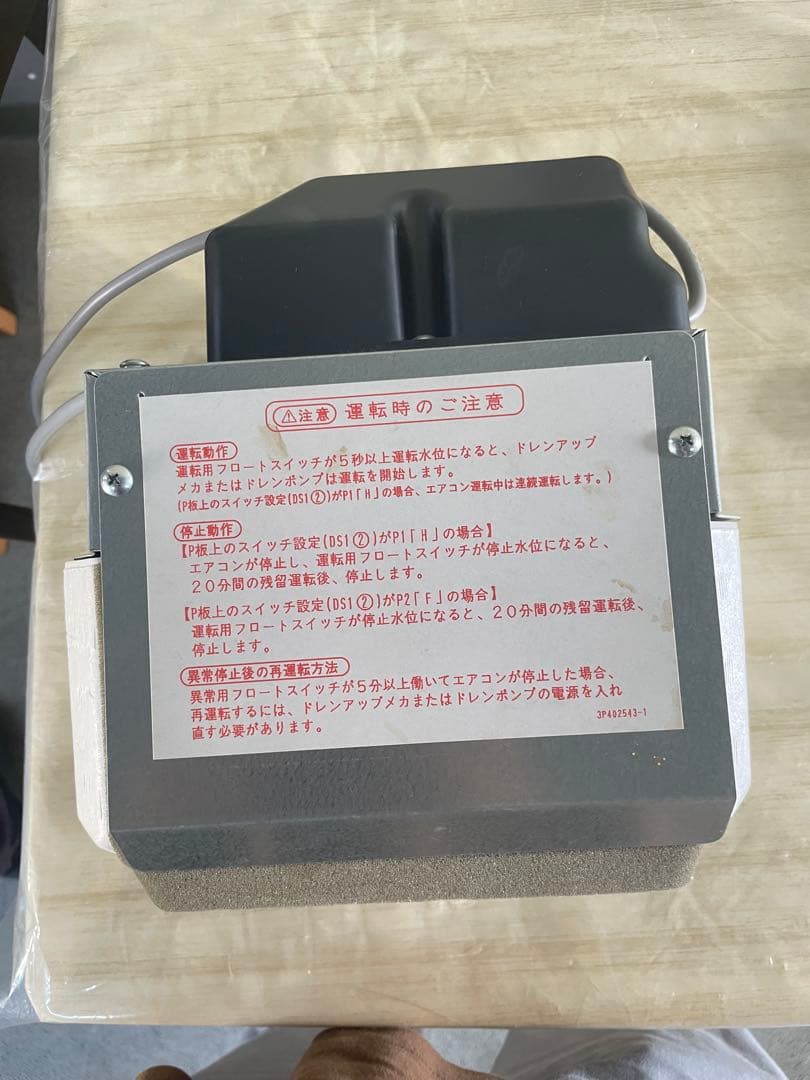 ⚠注意 運転時のご注意
運転動作
運転用フロートスイッチが5秒以上運転水位になると、ドレンアップ
メカまたはドレンポンプは運転を開始します。
(P板上のスイッチ設定(DS1②)がP1「H」の場合、エアコン運転中は連続運転します。)
停止動作
【P板上のスイッチ設定(DS1②)がP1「H」の場合】
エアコンが停止し、運転用フロートスイッチが停止水位になると、
20分間の残留運転後、停止します。
【P板上のスイッチ設定(DS1②)がP2「F」の場合】
運転用フロートスイッチが停止水位になると、20分間の残留運転後、
停止します。
異常停止後の再運転方法
異常用フロートスイッチが5分以上働いてエアコンが停止した場合、
再運転するには、ドレンアップメカまたはドレンポンプの電源を入れ
直す必要があります。
3P402543-1